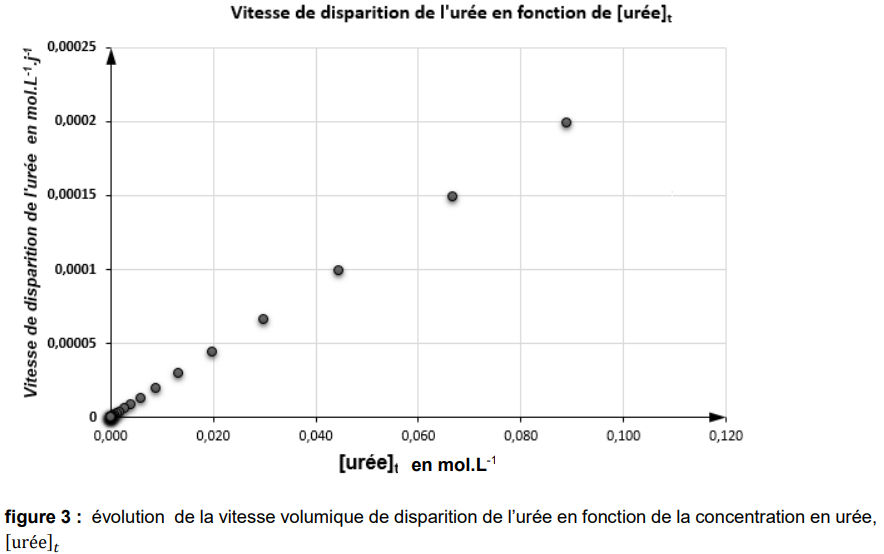 Vitesse de disparition de l'urée en fonction de [urée]t
Vitesse de disparition de l'urée en mol.L-1.j-1
0,00025
0,0002
0,00015
0,0001
0,00005
0
0,000 0,020 0,040 0,060 0,080 0,100 0,120
[urée]t en mol.L-1
figure 3 : évolution de la vitesse volumique de disparition de l’urée en fonction de la concentration en urée,
[urée]t